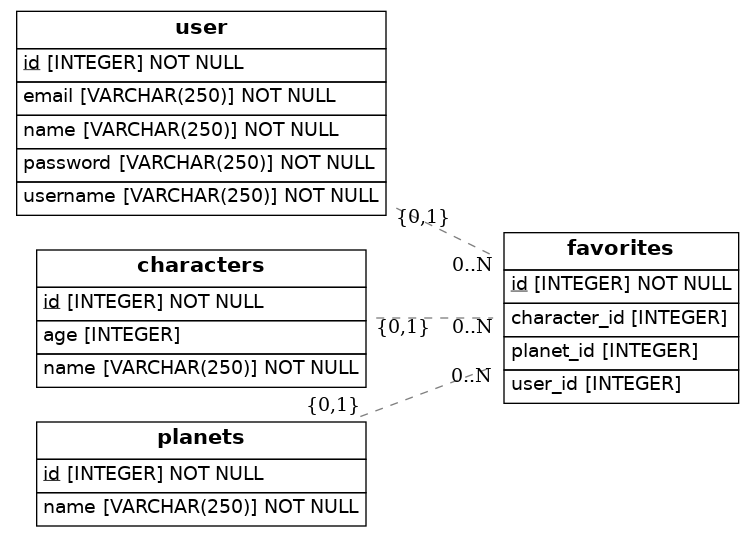 user
id [INTEGER] NOT NULL
email [VARCHAR(250)] NOT NULL
name [VARCHAR(250)] NOT NULL
password [VARCHAR(250)] NOT NULL
username [VARCHAR(250)] NOT NULL
{0,1}
0..N
characters
id [INTEGER] NOT NULL
age [INTEGER]
name [VARCHAR(250)] NOT NULL
{0,1}
0..N
planets
id [INTEGER] NOT NULL
name [VARCHAR(250)] NOT NULL
{0,1}
0..N
favorites
id [INTEGER] NOT NULL
character_id [INTEGER]
planet_id [INTEGER]
user_id [INTEGER]